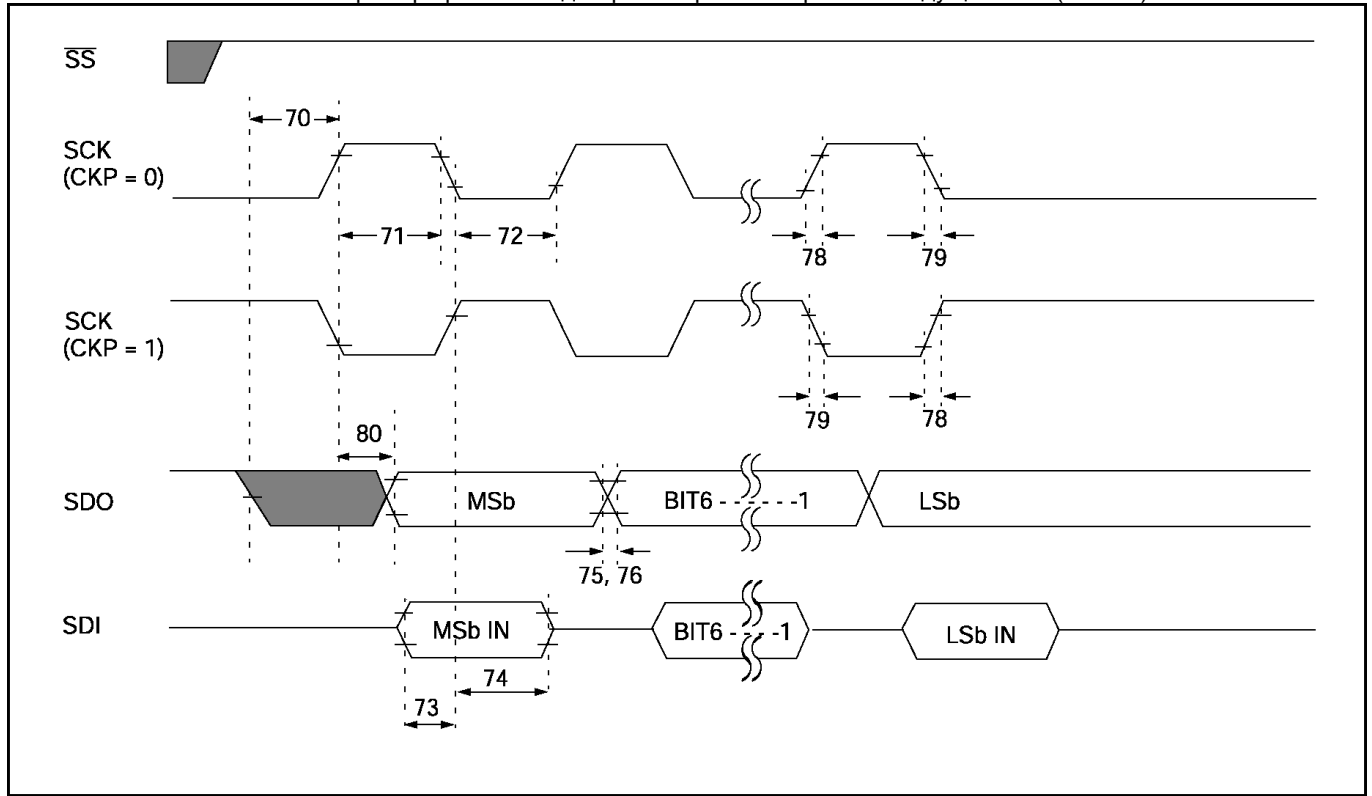 SS
70
SCK
(CKP = 0)
71
72
78
79
SCK
(CKP = 1)
79
78
80
SDO
MSb
BIT6 - - - - - -1
LSb
75, 76
SDI
MSb IN
BIT6 - - - - -1
LSb IN
74
73